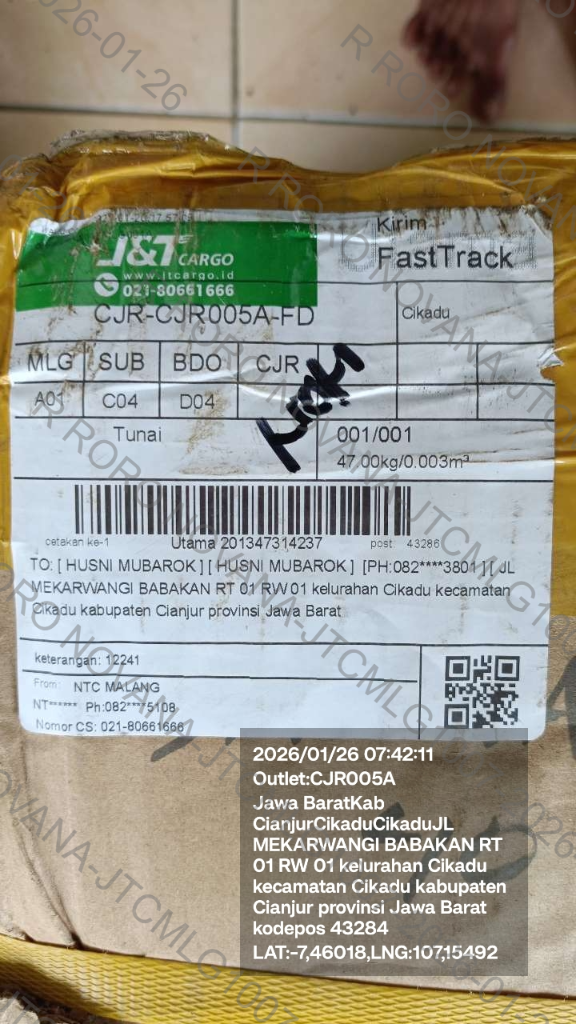 J&T CARGO
www.jtcargo.id
021-80661666
Kirim
FastTrack
CJR-CJR005A-FD
Cikadu
MLG SUB BDO CJR
A01 C04 D04
Tunai
001/001
47.00kg/0.003m³
cetakan ke-1 Utama 201347314237 post 43286
TO: [ HUSNI MUBAROK ] [ HUSNI MUBAROK ] [PH:082****3801 ] [ JL
MEKARWANGI BABAKAN RT 01 RW 01 kelurahan Cikadu kecamatan
Cikadu kabupaten Cianjur provinsi Jawa Barat
keterangan: 12241
From: NTC MALANG
NT****** Ph:082****75108
Nomor CS: 021-80661666
2026/01/26 07:42:11
Outlet:CJR005A
Jawa BaratKab
CianjurCikaduCikaduJL
MEKARWANGI BABAKAN RT
01 RW 01 kelurahan Cikadu
kecamatan Cikadu kabupaten
Cianjur provinsi Jawa Barat
kodepos 43284
LAT:-7,46018,LNG:107,15492